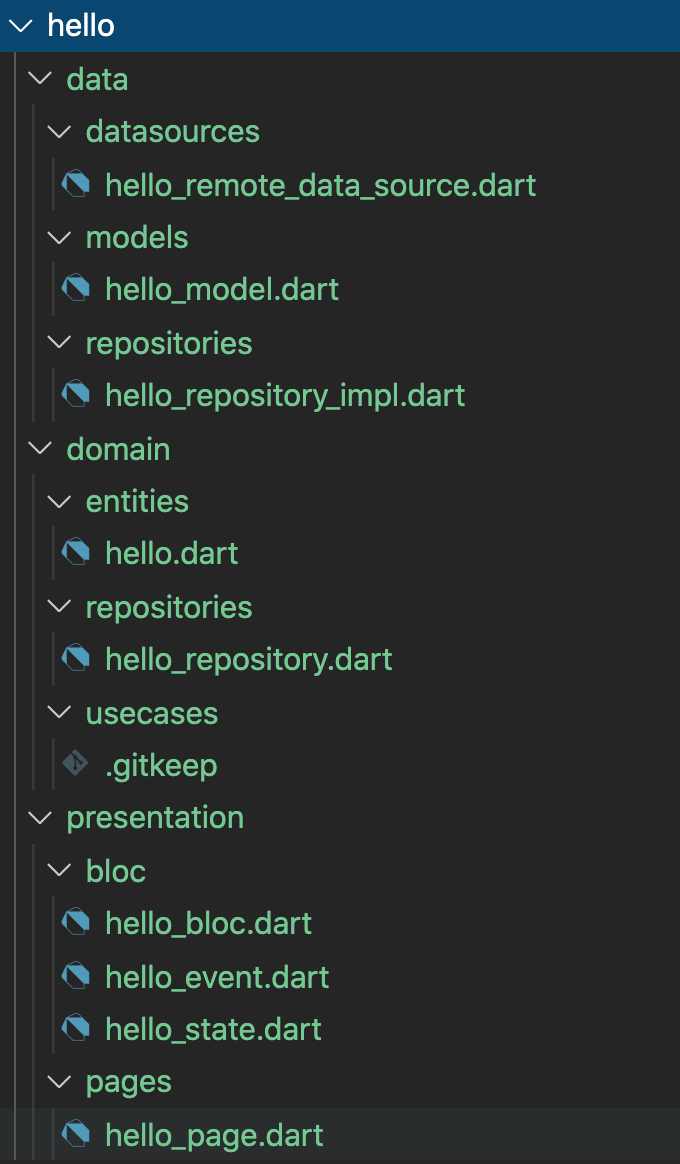 hello
data
datasources
hello_remote_data_source.dart
models
hello_model.dart
repositories
hello_repository_impl.dart
domain
entities
hello.dart
repositories
hello_repository.dart
usecases
.gitkeep
presentation
bloc
hello_bloc.dart
hello_event.dart
hello_state.dart
pages
hello_page.dart